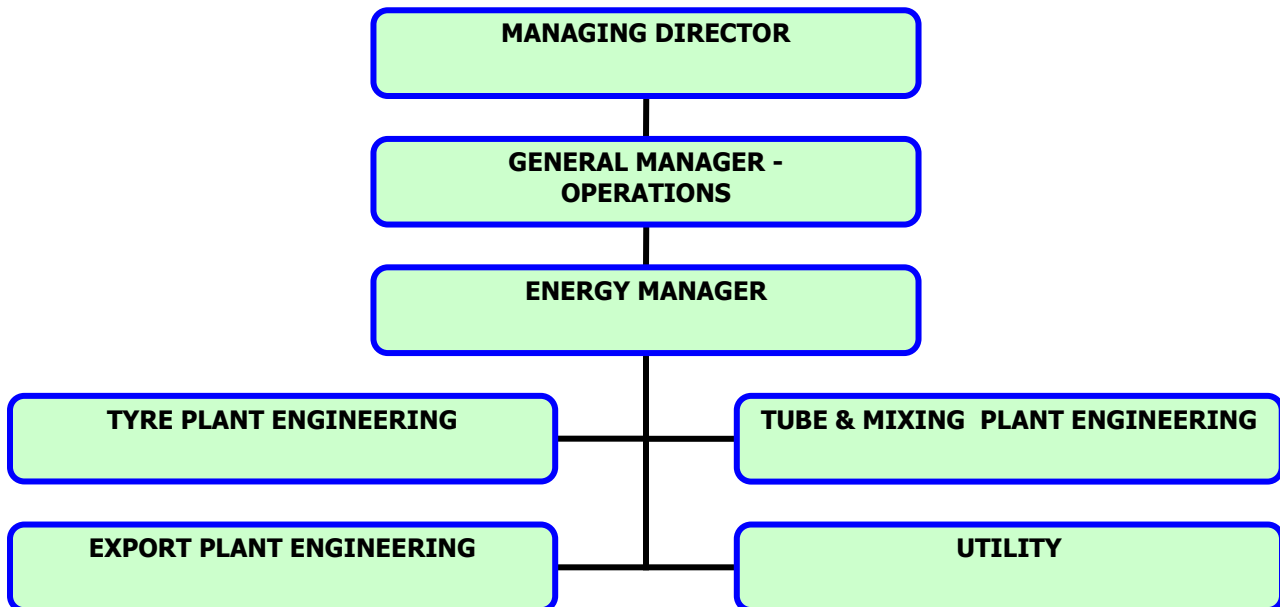 MANAGING DIRECTOR
GENERAL MANAGER -
OPERATIONS
ENERGY MANAGER
TYRE PLANT ENGINEERING
TUBE & MIXING PLANT ENGINEERING
EXPORT PLANT ENGINEERING
UTILITY